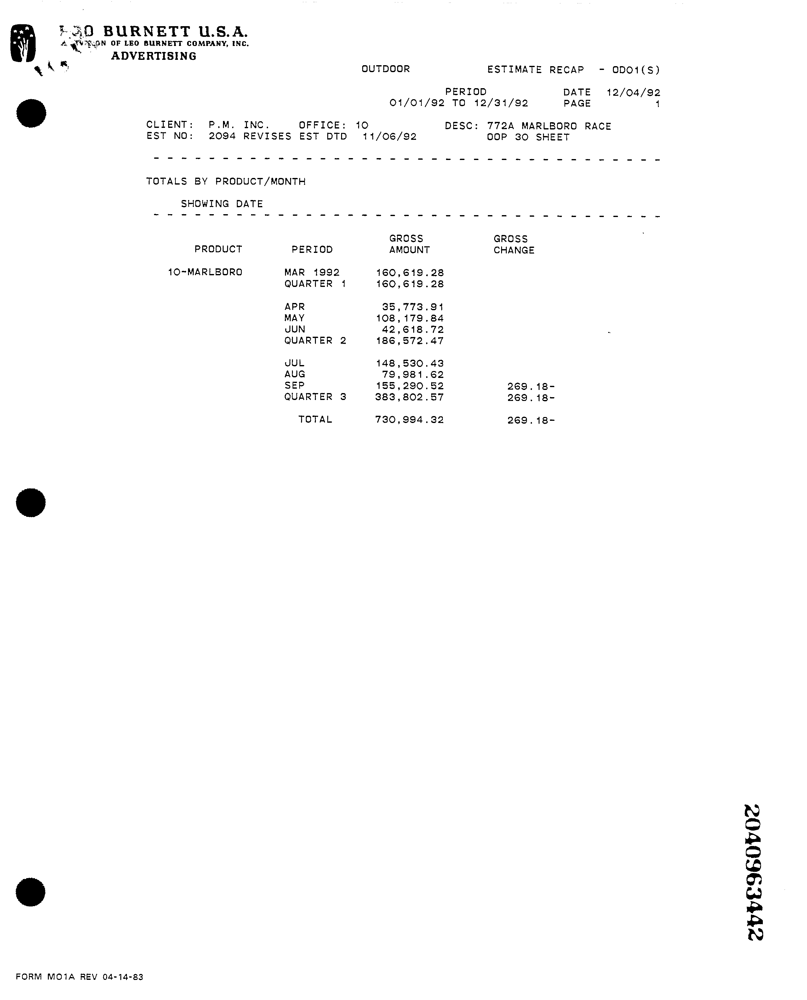 BURNETT U.S.A.
OF LEO BURNETT COMPANY, INC.
ADVERTISING
OUTDOOR ESTIMATE RECAP - OD01(S)
PERIOD DATE 12/04/92
01/01/92 TO 12/31/92 PAGE 1
CLIENT: P.M. INC. OFFICE: 10 DESC: 772A MARLBORO RACE
EST NO: 2094 REVISES EST DTD 11/06/92 OOP 30 SHEET
- - - - - - - - - - - - - - - - - - - - - - - - - - - - - - - - - - - - -
TOTALS BY PRODUCT/MONTH
SHOWING DATE
- - - - - - - - - - - - - - - - - - - - - - - - - - - - - - - - - - - - -
GROSS GROSS
PRODUCT PERIOD AMOUNT CHANGE
10-MARLBORO MAR 1992 160,619.28
QUARTER 1 160,619.28
APR 35,773.91
MAY 108,179.84
JUN 42,618.72
QUARTER 2 186,572.47
JUL 148,530.43
AUG 79,981.62
SEP 155,290.52 269.18-
QUARTER 3 383,802.57 269.18-
TOTAL 730,994.32 269.18-
2040963442
FORM MO1A REV 04-14-83